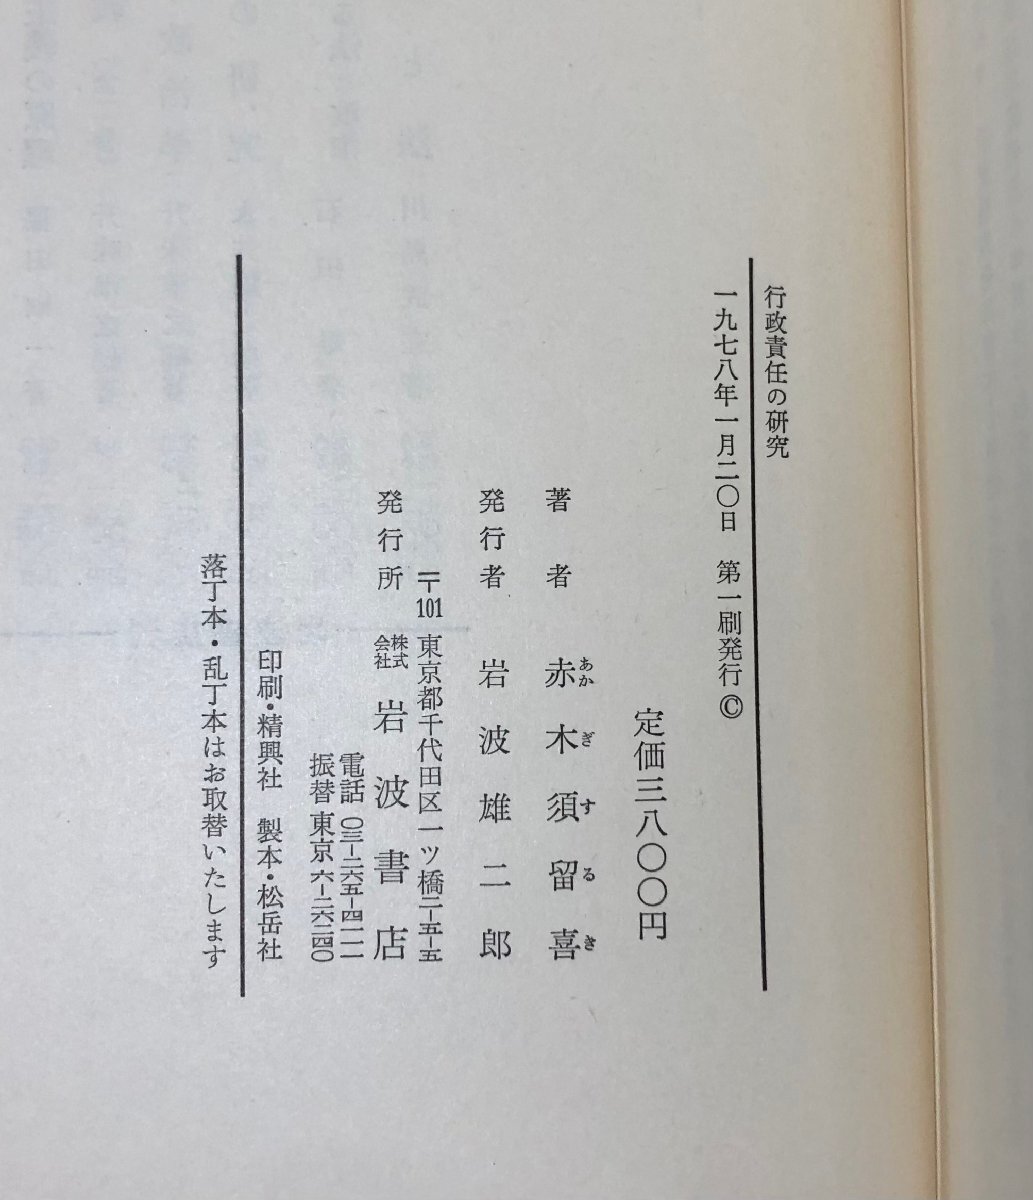 行政責任の研究
一九七八年一月二〇日 第一刷発行©
定価三八〇〇円
著者 赤木須留喜
あかぎするき
発行者 岩波雄二郎
〒101 東京都千代田区一ツ橋二-五-五
発行所 株式会社 岩波書店
電話 〇三-二六五-四一一一
振替 東京 六-二六二四〇
印刷・精興社 製本・松岳社
落丁本・乱丁本はお取替いたします